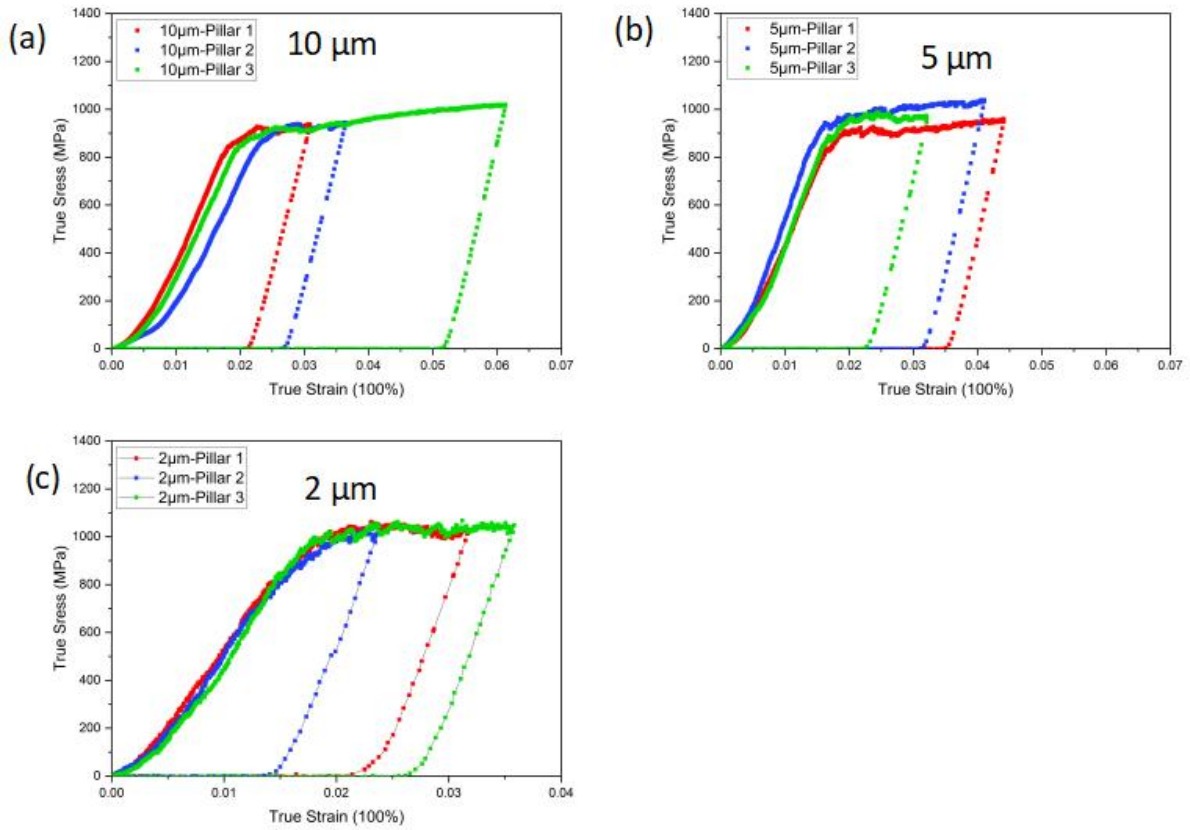 (a)
1400
1200
1000
800
600
400
200
0
True Sress (MPa)
10µm-Pillar 1
10µm-Pillar 2
10µm-Pillar 3
10 µm
0.00 0.01 0.02 0.03 0.04 0.05 0.06 0.07
True Strain (100%)
(b)
1400
1200
1000
800
600
400
200
0
True Sress (MPa)
5µm-Pillar 1
5µm-Pillar 2
5µm-Pillar 3
5 µm
0.00 0.01 0.02 0.03 0.04 0.05 0.06 0.07
True Strain (100%)
(c)
1400
1200
1000
800
600
400
200
0
True Sress (MPa)
2µm-Pillar 1
2µm-Pillar 2
2µm-Pillar 3
2 µm
0.00 0.01 0.02 0.03 0.04
True Strain (100%)